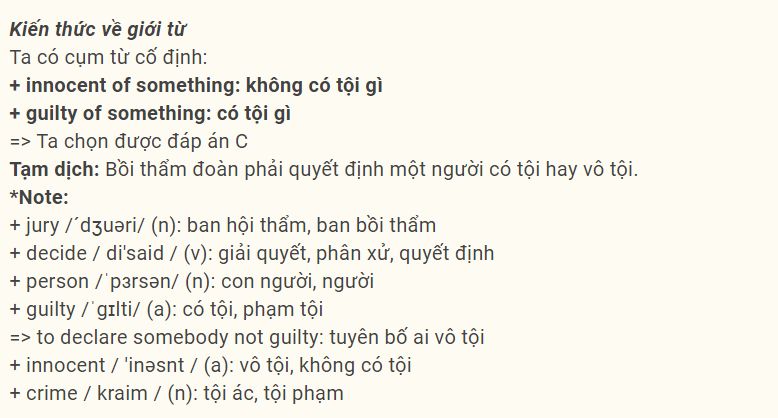 Kiến thức về giới từ
Ta có cụm từ cố định:
+ innocent of something: không có tội gì
+ guilty of something: có tội gì
=> Ta chọn được đáp án C
Tạm dịch: Bồi thẩm đoàn phải quyết định một người có tội hay vô tội.
*Note:
+ jury /´dʒuəri/ (n): ban hội thẩm, ban bồi thẩm
+ decide / di'said / (v): giải quyết, phân xử, quyết định
+ person /ˈpɜrsən/ (n): con người, người
+ guilty /ˈgɪlti/ (a): có tội, phạm tội
=> to declare somebody not guilty: tuyên bố ai vô tội
+ innocent / 'inəsnt / (a): vô tội, không có tội
+ crime / kraim / (n): tội ác, tội phạm